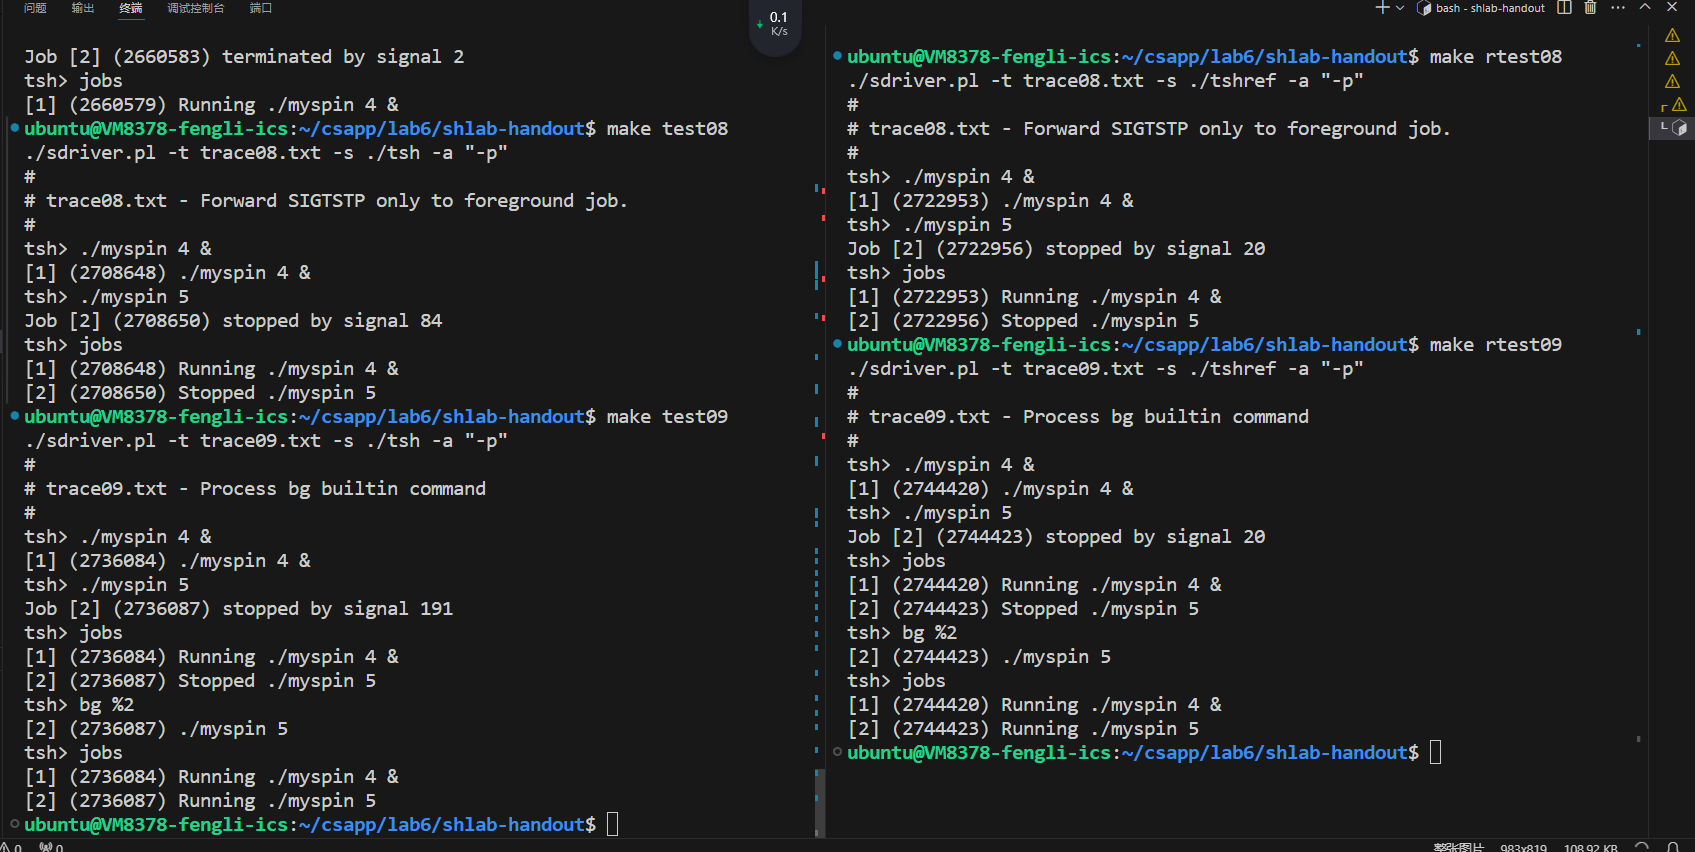 问题 输出 终端 调试控制台 端口
bash - shlab-handout
0.1
K/s
Job [2] (2660583) terminated by signal 2
tsh> jobs
[1] (2660579) Running ./myspin 4 &
ubuntu@VM8378-fengli-ics:~/csapp/lab6/shlab-handout$ make test08
./sdriver.pl -t trace08.txt -s ./tsh -a "-p"
#
# trace08.txt - Forward SIGTSTP only to foreground job.
#
tsh> ./myspin 4 &
[1] (2708648) ./myspin 4 &
tsh> ./myspin 5
Job [2] (2708650) stopped by signal 84
tsh> jobs
[1] (2708648) Running ./myspin 4 &
[2] (2708650) Stopped ./myspin 5
ubuntu@VM8378-fengli-ics:~/csapp/lab6/shlab-handout$ make test09
./sdriver.pl -t trace09.txt -s ./tsh -a "-p"
#
# trace09.txt - Process bg builtin command
#
tsh> ./myspin 4 &
[1] (2736084) ./myspin 4 &
tsh> ./myspin 5
Job [2] (2736087) stopped by signal 191
tsh> jobs
[1] (2736084) Running ./myspin 4 &
[2] (2736087) Stopped ./myspin 5
tsh> bg %2
[2] (2736087) ./myspin 5
tsh> jobs
[1] (2736084) Running ./myspin 4 &
[2] (2736087) Running ./myspin 5
ubuntu@VM8378-fengli-ics:~/csapp/lab6/shlab-handout$
ubuntu@VM8378-fengli-ics:~/csapp/lab6/shlab-handout$ make rtest08
./sdriver.pl -t trace08.txt -s ./tshref -a "-p"
#
# trace08.txt - Forward SIGTSTP only to foreground job.
#
tsh> ./myspin 4 &
[1] (2722953) ./myspin 4 &
tsh> ./myspin 5
Job [2] (2722956) stopped by signal 20
tsh> jobs
[1] (2722953) Running ./myspin 4 &
[2] (2722956) Stopped ./myspin 5
ubuntu@VM8378-fengli-ics:~/csapp/lab6/shlab-handout$ make rtest09
./sdriver.pl -t trace09.txt -s ./tshref -a "-p"
#
# trace09.txt - Process bg builtin command
#
tsh> ./myspin 4 &
[1] (2744420) ./myspin 4 &
tsh> ./myspin 5
Job [2] (2744423) stopped by signal 20
tsh> jobs
[1] (2744420) Running ./myspin 4 &
[2] (2744423) Stopped ./myspin 5
tsh> bg %2
[2] (2744423) ./myspin 5
tsh> jobs
[1] (2744420) Running ./myspin 4 &
[2] (2744423) Running ./myspin 5
ubuntu@VM8378-fengli-ics:~/csapp/lab6/shlab-handout$
0 0 整张图片 983x819 108.92 KB